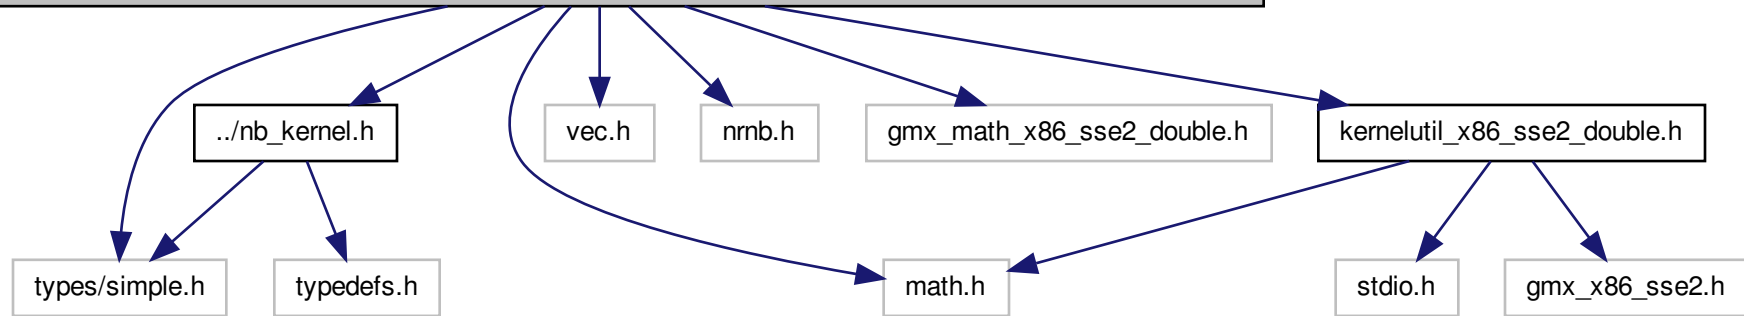 ../nb_kernel.h
vec.h
nrnb.h
gmx_math_x86_sse2_double.h
kernelutil_x86_sse2_double.h
types/simple.h
typedefs.h
math.h
stdio.h
gmx_x86_sse2.h